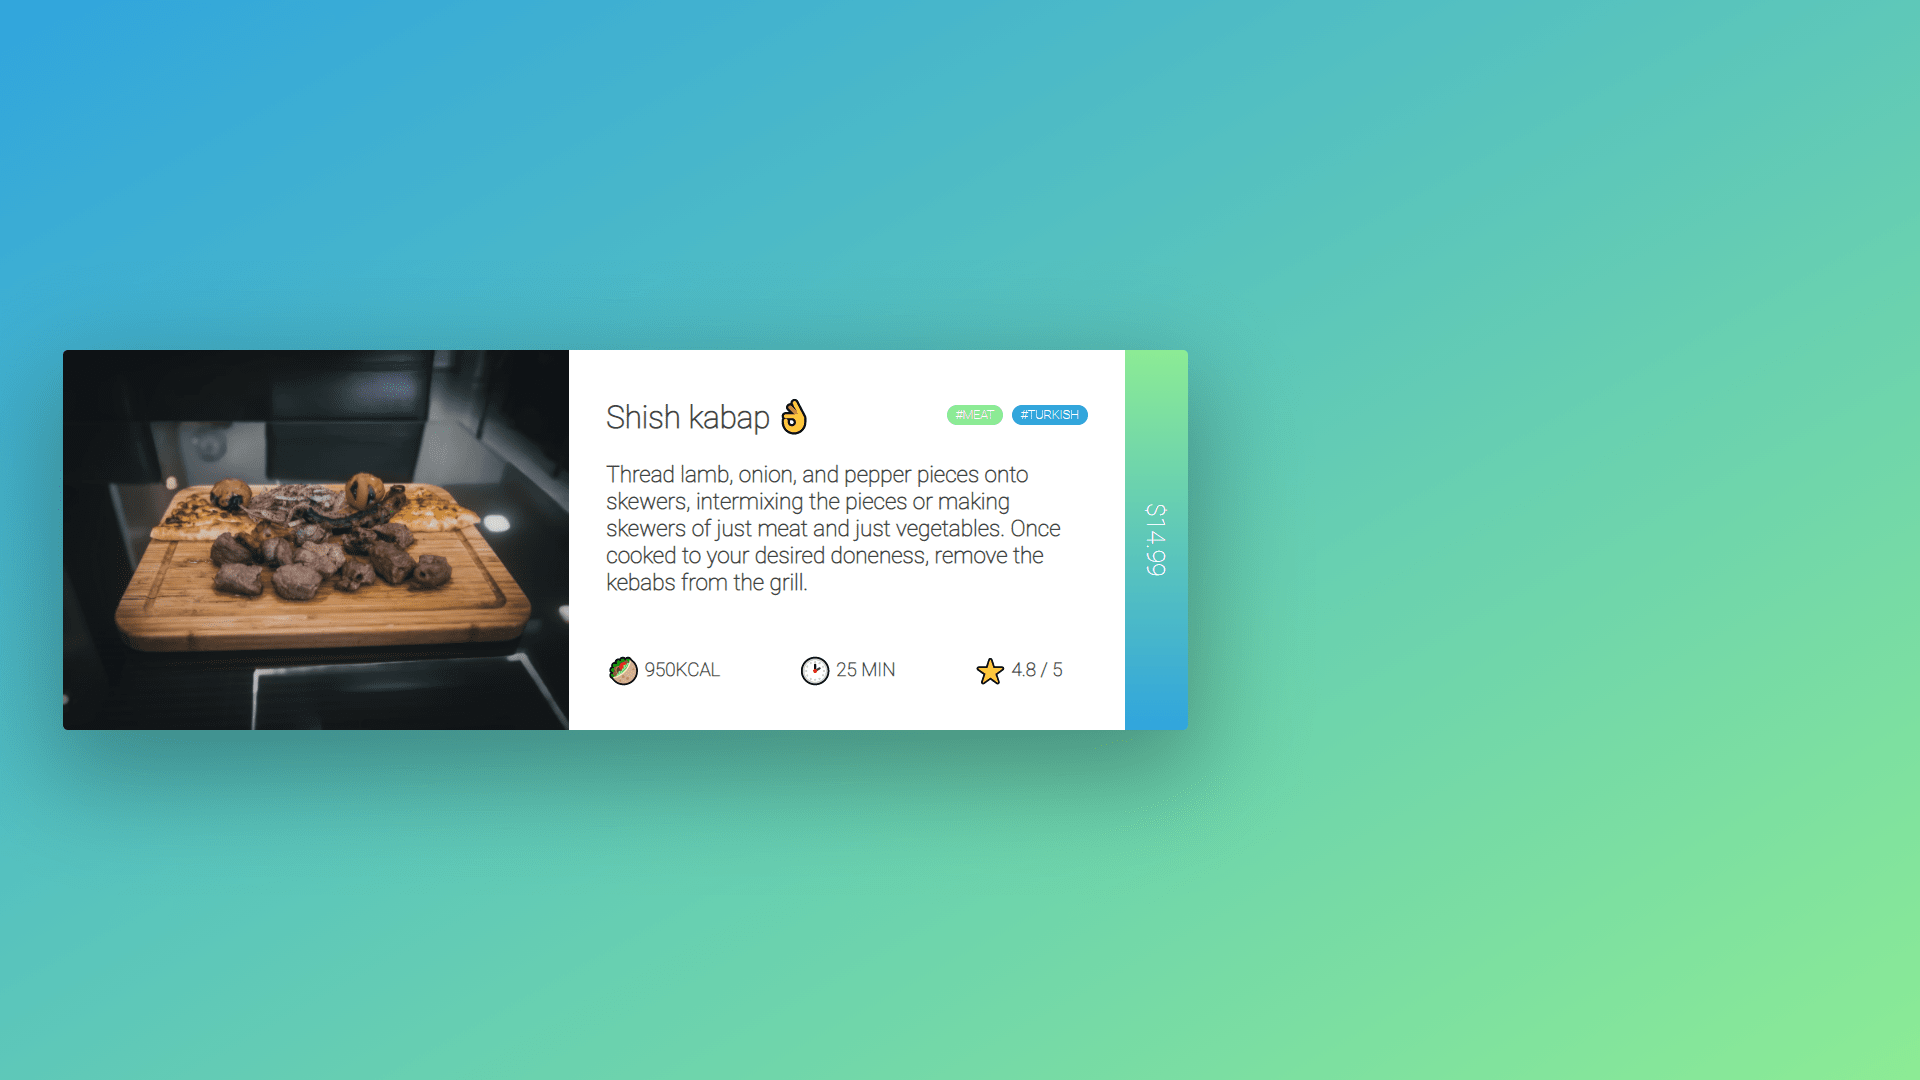 Shish kabap 👌
#MEAT #TURKISH
Thread lamb, onion, and pepper pieces onto
skewers, intermixing the pieces or making
skewers of just meat and just vegetables. Once
cooked to your desired doneness, remove the
kebabs from the grill.
950KCAL 25 MIN 4.8 / 5
$14.99